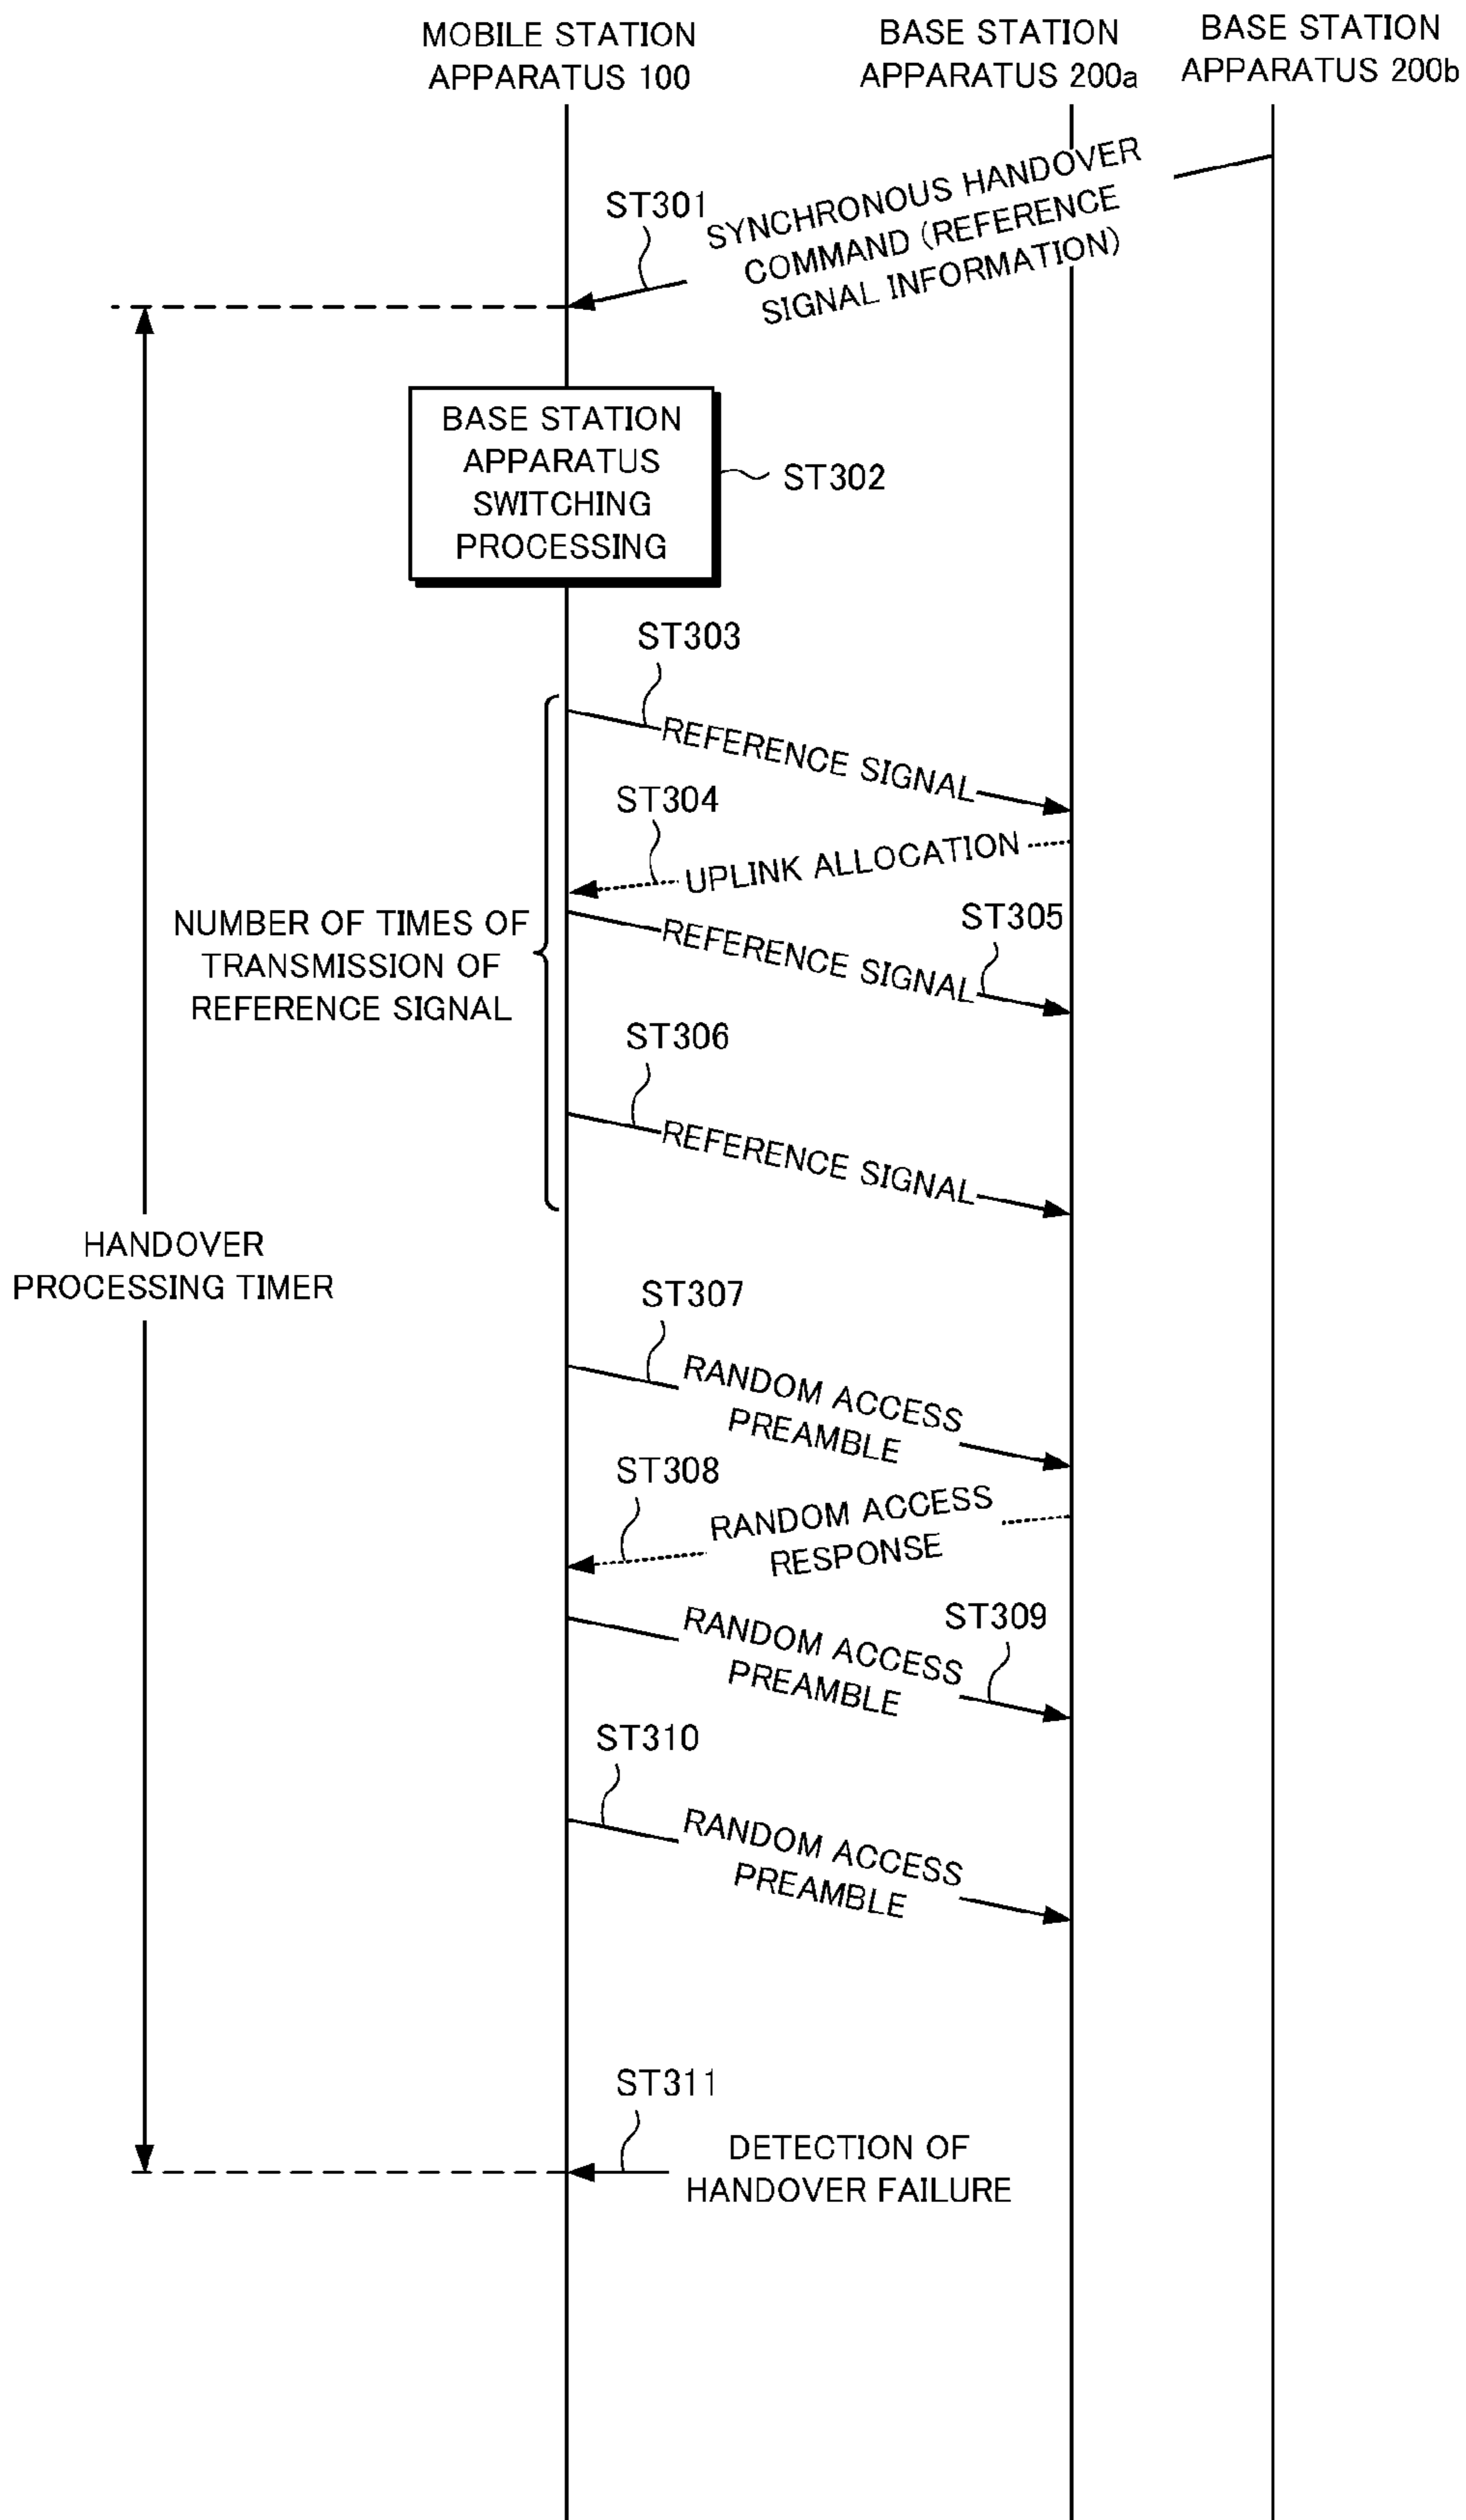 MOBILE STATION
APPARATUS 100
BASE STATION
APPARATUS 200a
BASE STATION
APPARATUS 200b
ST301
SYNCHRONOUS HANDOVER
COMMAND (REFERENCE
SIGNAL INFORMATION)
BASE STATION
APPARATUS
SWITCHING
PROCESSING
ST302
ST303
REFERENCE SIGNAL
ST304
UPLINK ALLOCATION
NUMBER OF TIMES OF
TRANSMISSION OF
REFERENCE SIGNAL
ST305
REFERENCE SIGNAL
ST306
REFERENCE SIGNAL
HANDOVER
PROCESSING TIMER
ST307
RANDOM ACCESS
PREAMBLE
ST308
RANDOM ACCESS
RESPONSE
ST309
RANDOM ACCESS
PREAMBLE
ST310
RANDOM ACCESS
PREAMBLE
ST311
DETECTION OF
HANDOVER FAILURE